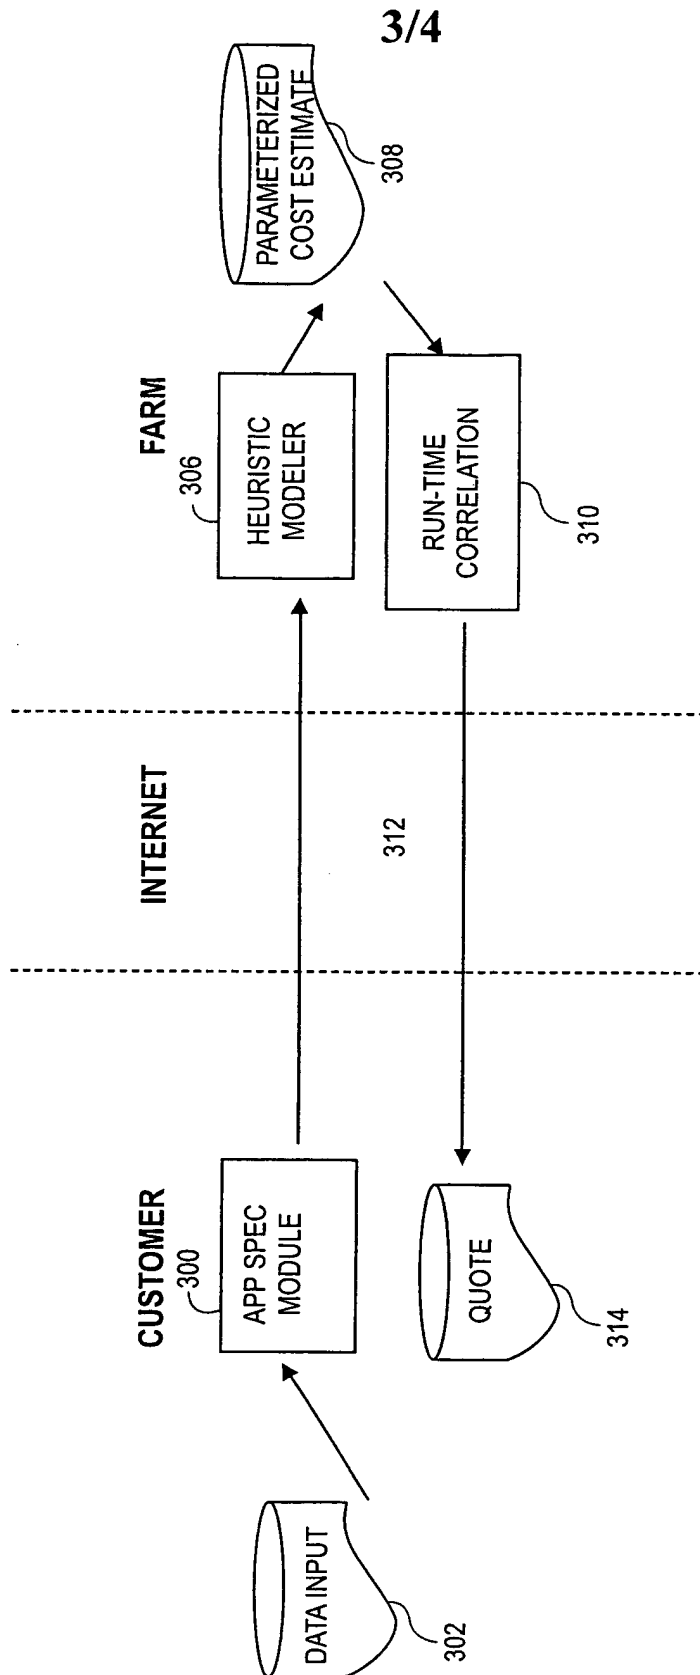 3/4
CUSTOMER
INTERNET
FARM
300
APP SPEC
MODULE
306
HEURISTIC
MODELER
PARAMETERIZED
COST ESTIMATE
308
DATA INPUT
302
QUOTE
314
312
RUN-TIME
CORRELATION
310